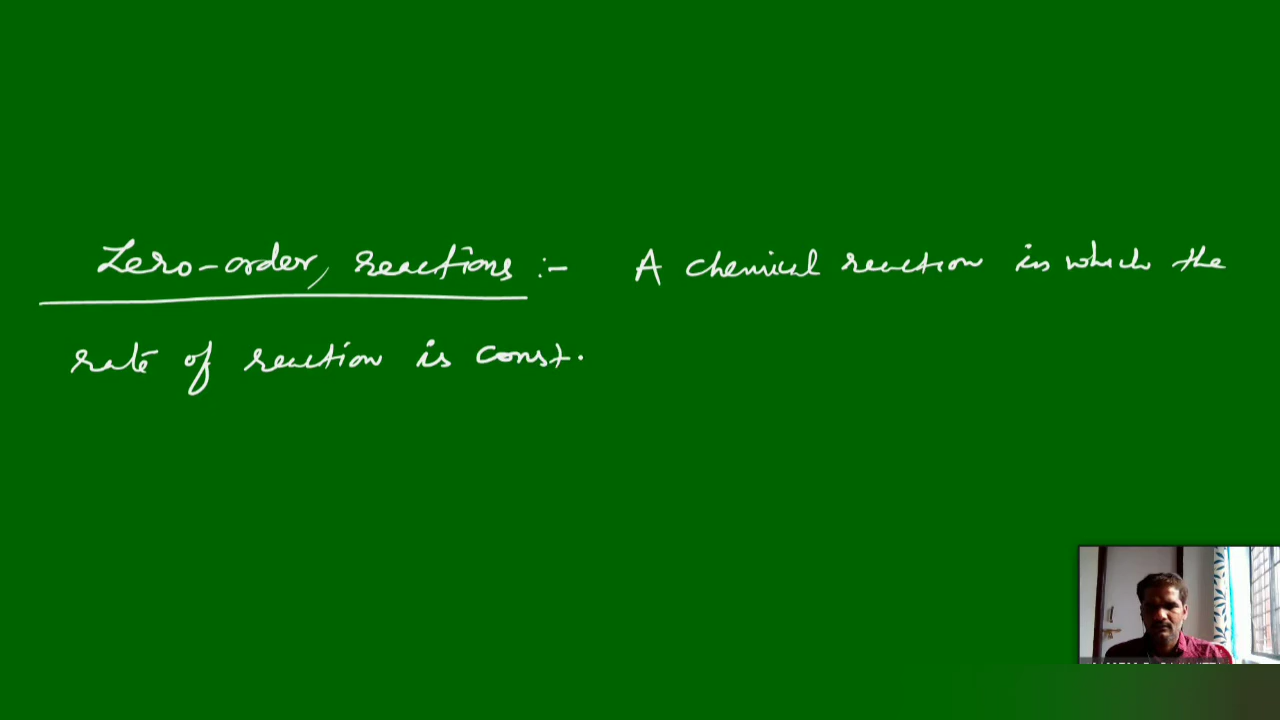 Zero-order, reactions :- A chemical reaction in which the
rate of reaction is const.